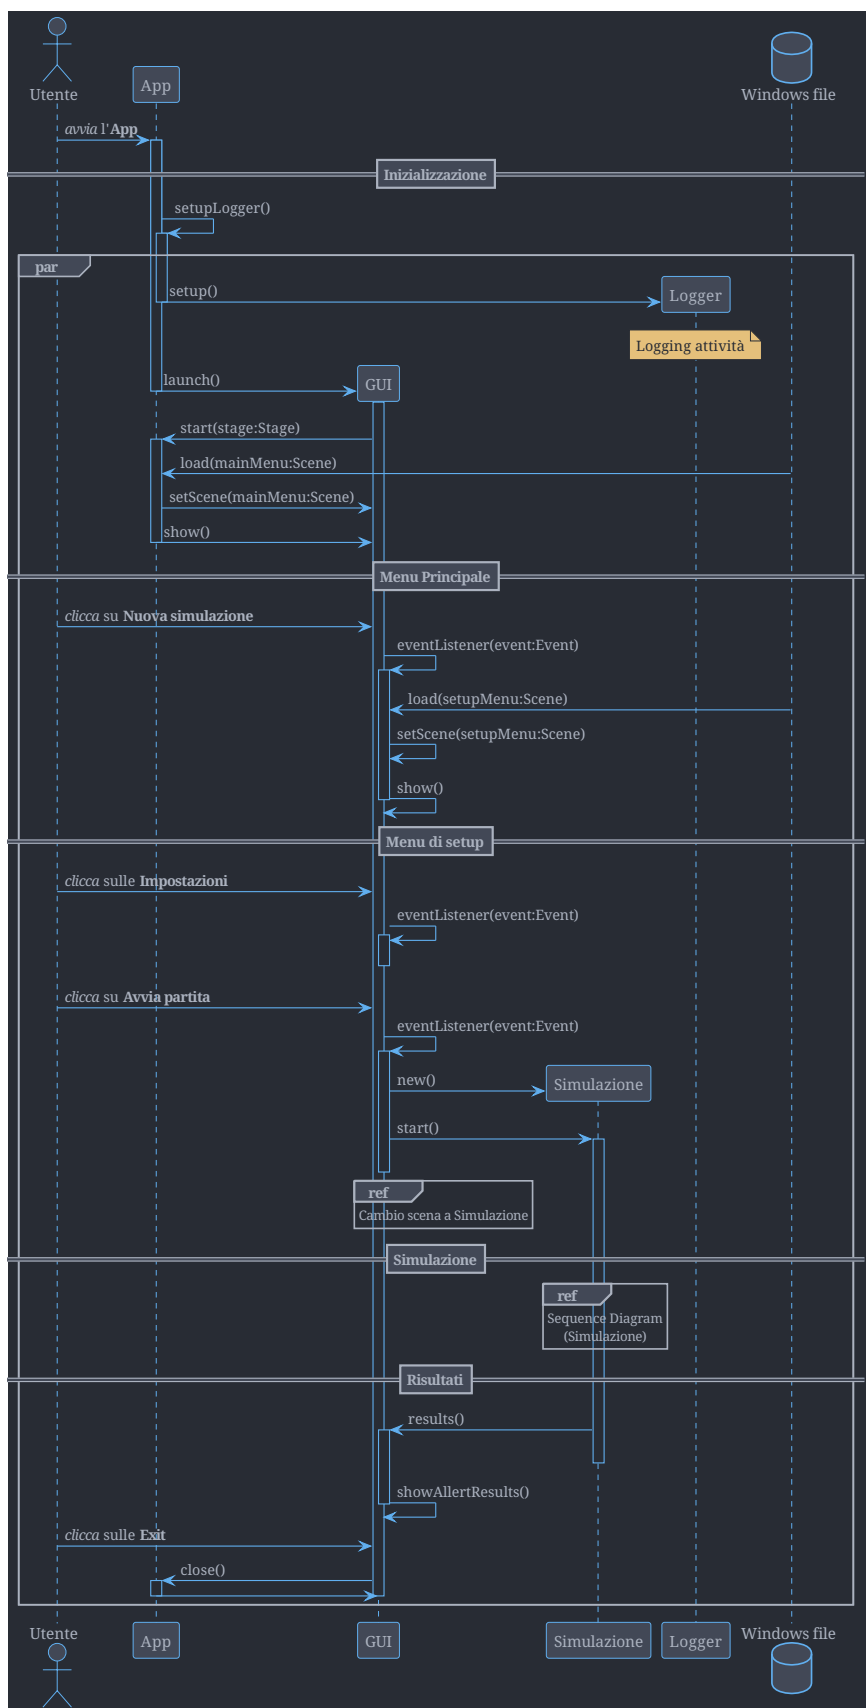 Utente
App
Windows file
avvia l'App
Inizializzazione
setupLogger()
par
setup()
Logger
Logging attività
launch()
GUI
start(stage:Stage)
load(mainMenu:Scene)
setScene(mainMenu:Scene)
show()
Menu Principale
clicca su Nuova simulazione
eventListener(event:Event)
load(setupMenu:Scene)
setScene(setupMenu:Scene)
show()
Menu di setup
clicca sulle Impostazioni
eventListener(event:Event)
clicca su Avvia partita
eventListener(event:Event)
new()
Simulazione
start()
ref
Cambio scena a Simulazione
Simulazione
ref
Sequence Diagram
(Simulazione)
Risultati
results()
showAllertResults()
clicca sulle Exit
close()
Utente
App
GUI
Simulazione
Logger
Windows file